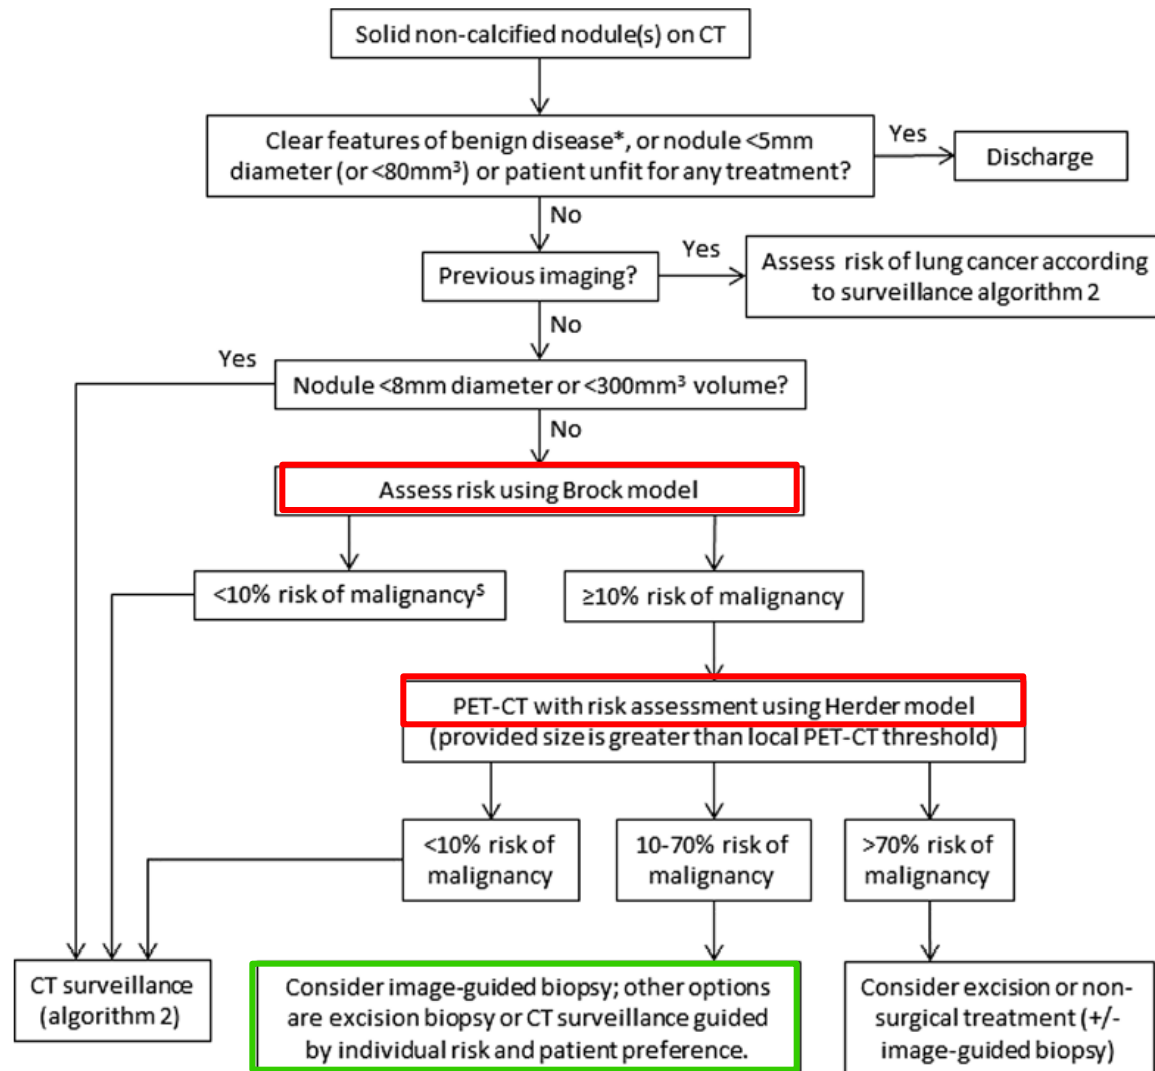 Solid non-calcified nodule(s) on CT
Clear features of benign disease*, or nodule <5mm
diameter (or <80mm³) or patient unfit for any treatment?
Yes
Discharge
No
Previous imaging?
Yes
Assess risk of lung cancer according
to surveillance algorithm 2
No
Yes
Nodule <8mm diameter or <300mm³ volume?
No
Assess risk using Brock model
<10% risk of malignancy$
≥10% risk of malignancy
PET-CT with risk assessment using Herder model
(provided size is greater than local PET-CT threshold)
<10% risk of
malignancy
10-70% risk of
malignancy
>70% risk of
malignancy
CT surveillance
(algorithm 2)
Consider image-guided biopsy; other options
are excision biopsy or CT surveillance guided
by individual risk and patient preference.
Consider excision or non-
surgical treatment (+/-
image-guided biopsy)